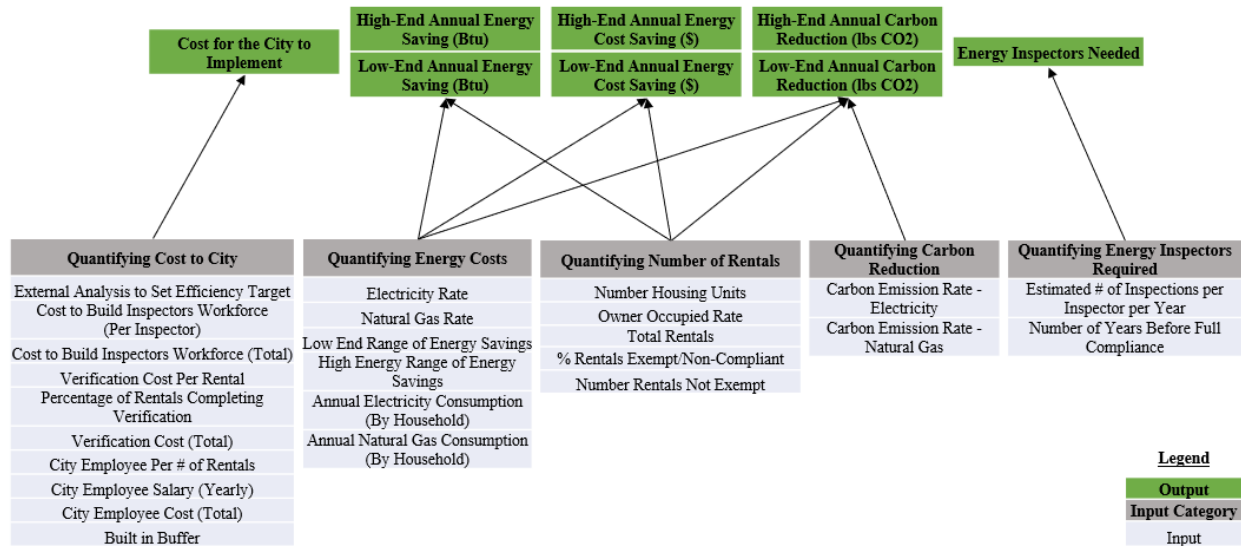 Cost for the City to
Implement
High-End Annual Energy
Saving (Btu)
Low-End Annual Energy
Saving (Btu)
High-End Annual Energy
Cost Saving ($)
Low-End Annual Energy
Cost Saving ($)
High-End Annual Carbon
Reduction (lbs CO2)
Low-End Annual Carbon
Reduction (lbs CO2)
Energy Inspectors Needed
Quantifying Cost to City
External Analysis to Set Efficiency Target
Cost to Build Inspectors Workforce
(Per Inspector)
Cost to Build Inspectors Workforce (Total)
Verification Cost Per Rental
Percentage of Rentals Completing
Verification
Verification Cost (Total)
City Employee Per # of Rentals
City Employee Salary (Yearly)
City Employee Cost (Total)
Built in Buffer
Quantifying Energy Costs
Electricity Rate
Natural Gas Rate
Low End Range of Energy Savings
High Energy Range of Energy
Savings
Annual Electricity Consumption
(By Household)
Annual Natural Gas Consumption
(By Household)
Quantifying Number of Rentals
Number Housing Units
Owner Occupied Rate
Total Rentals
% Rentals Exempt/Non-Compliant
Number Rentals Not Exempt
Quantifying Carbon
Reduction
Carbon Emission Rate -
Electricity
Carbon Emission Rate -
Natural Gas
Quantifying Energy Inspectors
Required
Estimated # of Inspections per
Inspector per Year
Number of Years Before Full
Compliance
Legend
Output
Input Category
Input